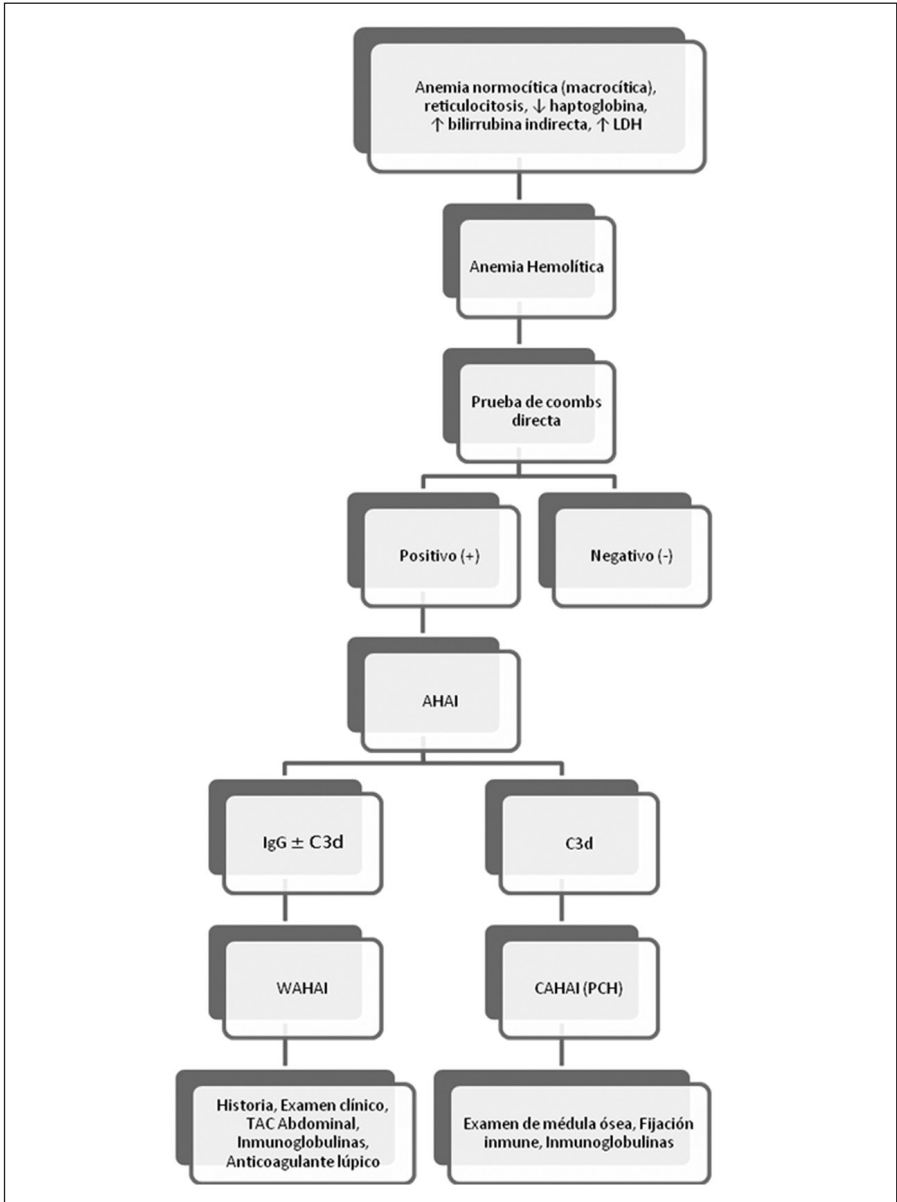 Anemia normocítica (macrocítica),
reticulocitosis, ↓ haptoglobina,
↑ bilirrubina indirecta, ↑ LDH
Anemia Hemolítica
Prueba de coombs
directa
Positivo (+)
Negativo (-)
AHAI
IgG ± C3d
C3d
WAHAI
CAHAI (PCH)
Historia, Examen clínico,
TAC Abdominal,
Inmunoglobulinas,
Anticoagulante lúpico
Examen de médula ósea, Fijación
inmune, Inmunoglobulinas